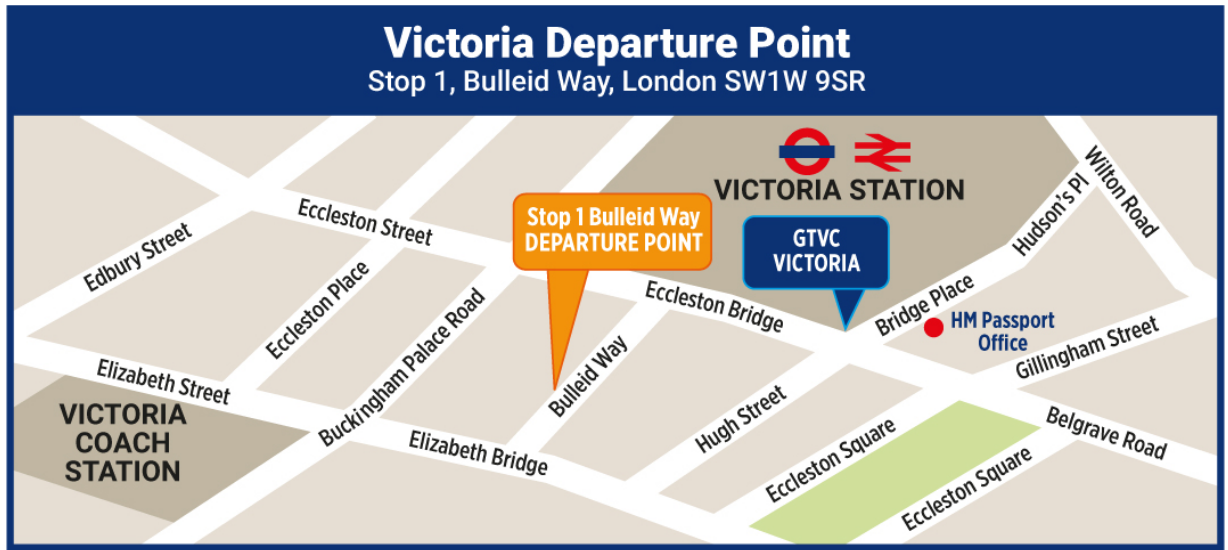 Victoria Departure Point
Stop 1, Bulleid Way, London SW1W 9SR
VICTORIA STATION
Wilton Road
Hudson's Pl
Stop 1 Bulleid Way
DEPARTURE POINT
GTVC
VICTORIA
Eccleston Street
Edbury Street
Eccleston Place
Buckingham Palace Road
Eccleston Bridge
Bridge Place
HM Passport
Office
Gillingham Street
Bulleid Way
Elizabeth Street
VICTORIA
COACH
STATION
Elizabeth Bridge
Hugh Street
Eccleston Square
Belgrave Road
Eccleston Square